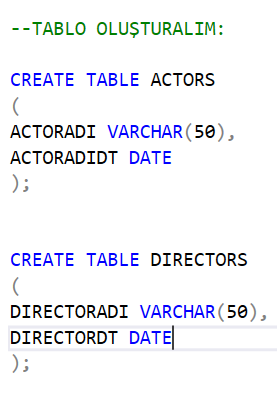 --TABLO OLUŞTURALIM:
CREATE TABLE ACTORS
(
ACTORADI VARCHAR(50),
ACTORADIDT DATE
);
CREATE TABLE DIRECTORS
(
DIRECTORADI VARCHAR(50),
DIRECTORDT DATE
);